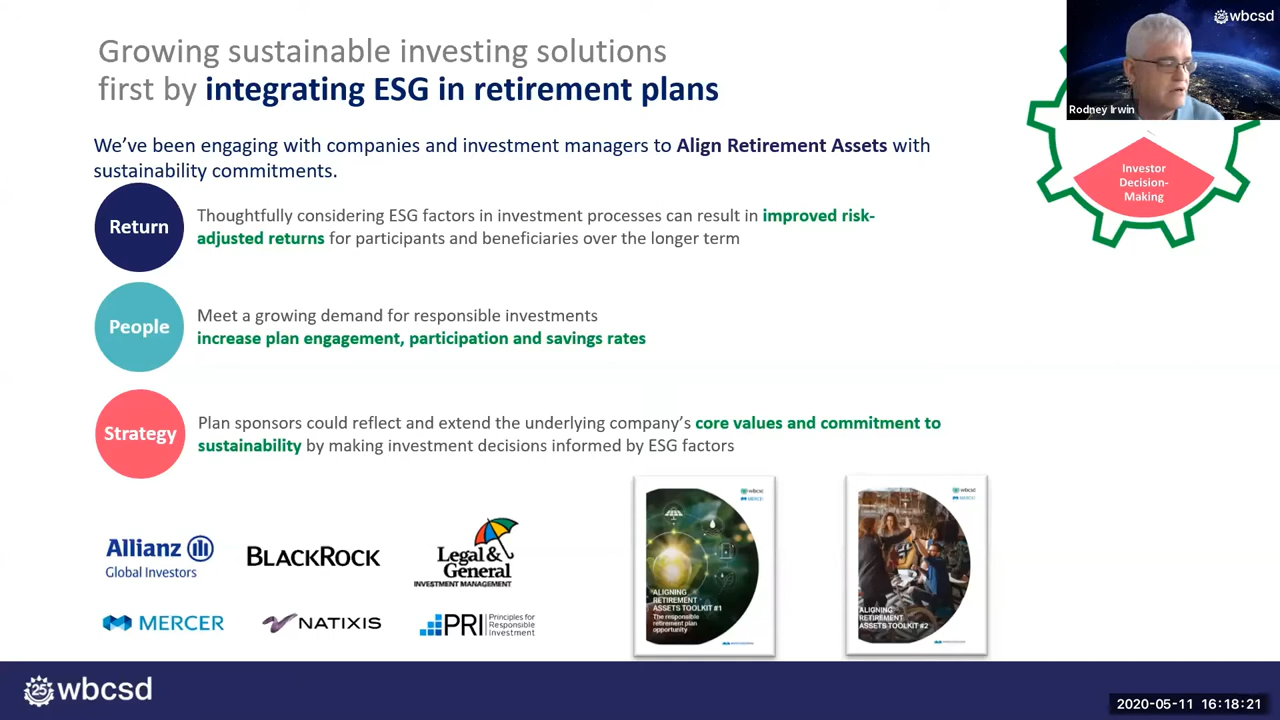 Growing sustainable investing solutions
first by integrating ESG in retirement plans
wbcsd
Rodney Irwin
We've been engaging with companies and investment managers to Align Retirement Assets with
sustainability commitments.
Investor
Decision-
Making
Return
Thoughtfully considering ESG factors in investment processes can result in improved risk-
adjusted returns for participants and beneficiaries over the longer term
People
Meet a growing demand for responsible investments
increase plan engagement, participation and savings rates
Strategy
Plan sponsors could reflect and extend the underlying company's core values and commitment to
sustainability by making investment decisions informed by ESG factors
Allianz
Global Investors
BLACKROCK
Legal &
General
INVESTMENT MANAGEMENT
MERCER
NATIXIS
PRI
Principles for
Responsible
Investment
wbcsd
MERCER
ALIGNING
RETIREMENT
ASSETS TOOLKIT #1
The responsible
retirement plan
opportunity
wbcsd
MERCER
ALIGNING
RETIREMENT
ASSETS TOOLKIT #2
25 wbcsd
2020-05-11 16:18:21